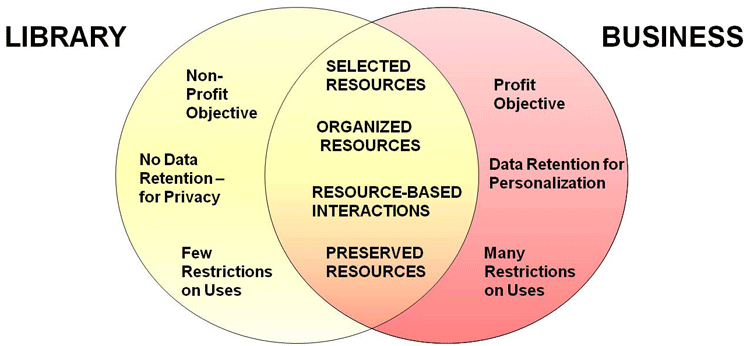 LIBRARY
BUSINESS
Non-
Profit
Objective
No Data
Retention –
for Privacy
Few
Restrictions
on Uses
SELECTED
RESOURCES
ORGANIZED
RESOURCES
RESOURCE-BASED
INTERACTIONS
PRESERVED
RESOURCES
Profit
Objective
Data Retention for
Personalization
Many
Restrictions
on Uses